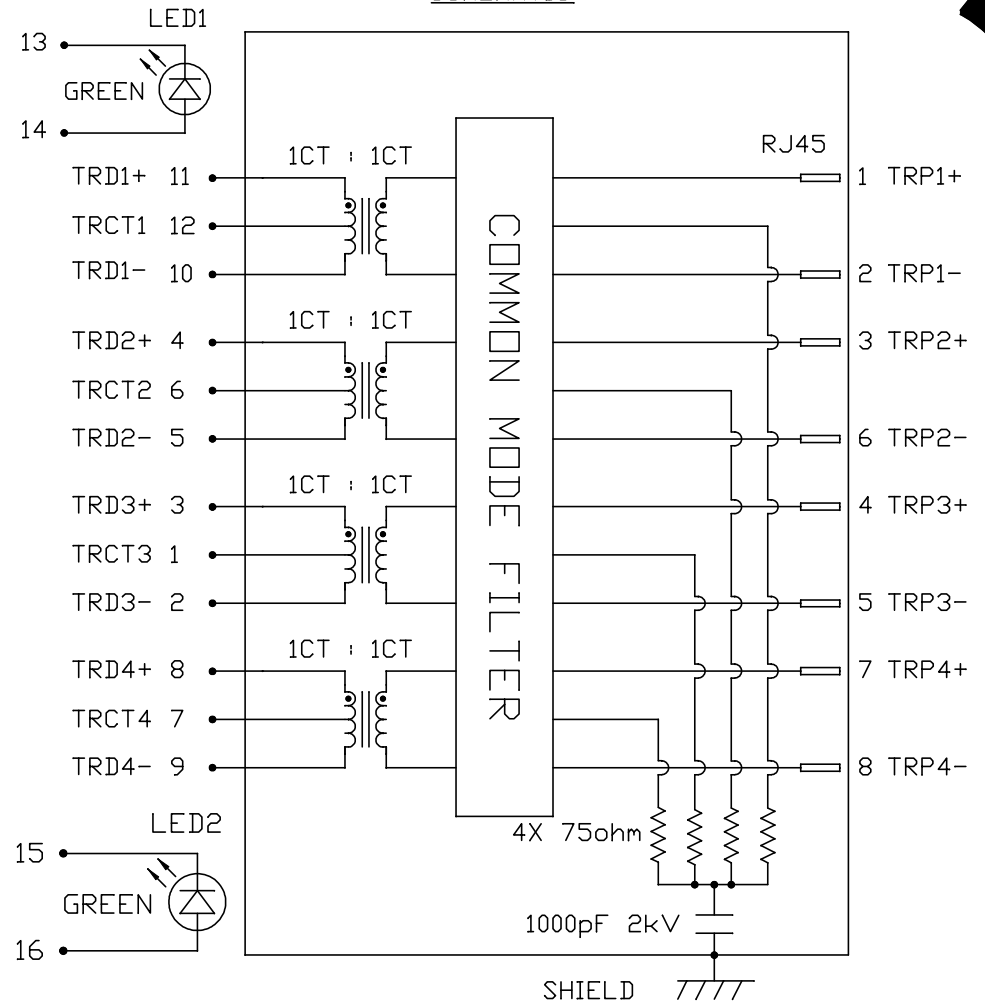 LED1
13
GREEN
14
RJ45
1CT : 1CT
TRD1+ 11
1 TRP1+
TRCT1 12
TRD1- 10
2 TRP1-
1CT : 1CT
TRD2+ 4
3 TRP2+
TRCT2 6
TRD2- 5
6 TRP2-
1CT : 1CT
TRD3+ 3
4 TRP3+
TRCT3 1
TRD3- 2
5 TRP3-
1CT : 1CT
TRD4+ 8
7 TRP4+
TRCT4 7
TRD4- 9
8 TRP4-
COMMON MODE FILTER
LED2
4X 75ohm
15
GREEN
1000pF 2kV
16
SHIELD